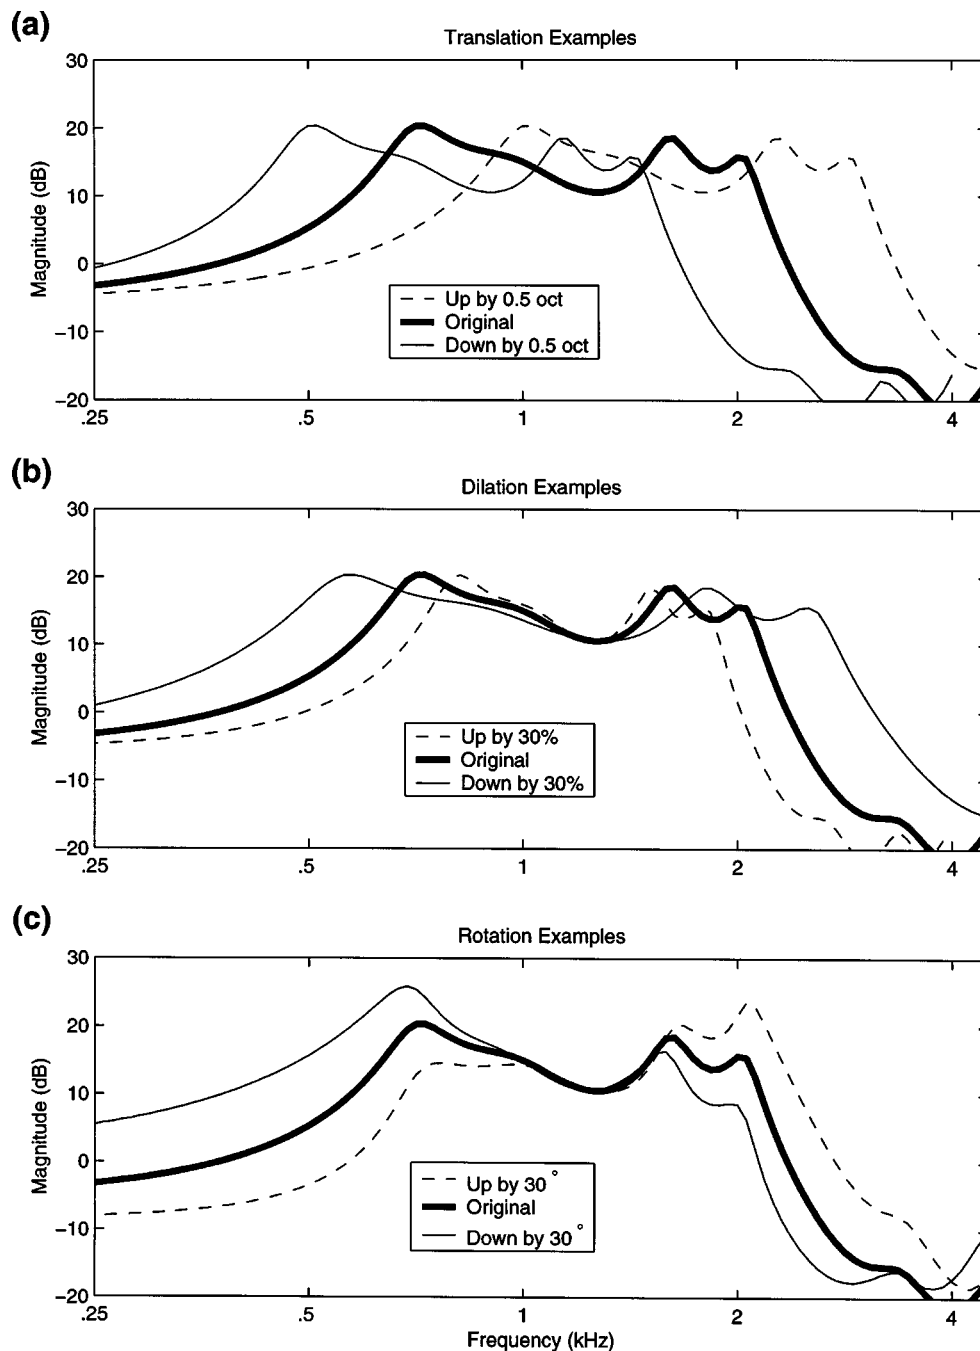 (a)
Translation Examples
30
20
10
0
−10
−20
Magnitude (dB)
Up by 0.5 oct
Original
Down by 0.5 oct
.25
.5
1
2
4
(b)
Dilation Examples
30
20
10
0
−10
−20
Magnitude (dB)
Up by 30%
Original
Down by 30%
.25
.5
1
2
4
(c)
Rotation Examples
30
20
10
0
−10
−20
Magnitude (dB)
Up by 30°
Original
Down by 30°
.25
.5
1
2
4
Frequency (kHz)